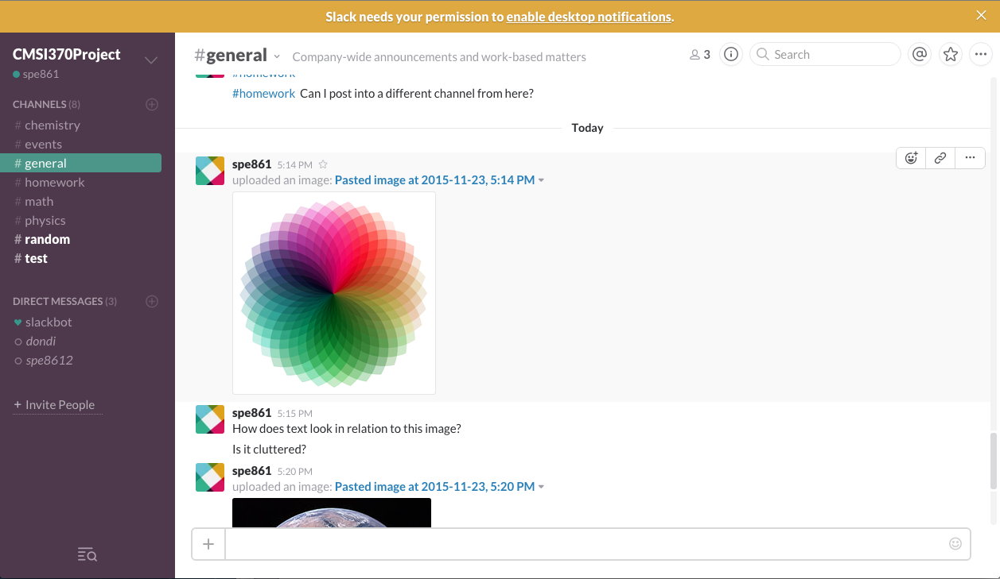 Slack needs your permission to enable desktop notifications.
CMSI370Project
spe861
CHANNELS (8)
# chemistry
# events
# general
# homework
# math
# physics
# random
# test
DIRECT MESSAGES (3)
slackbot
dondi
spe8612
+ Invite People
#general
Company-wide announcements and work-based matters
3
Search
#homework
#homework Can I post into a different channel from here?
Today
spe861 5:14 PM
uploaded an image: Pasted image at 2015-11-23, 5:14 PM
spe861 5:15 PM
How does text look in relation to this image?
Is it cluttered?
spe861 5:20 PM
uploaded an image: Pasted image at 2015-11-23, 5:20 PM